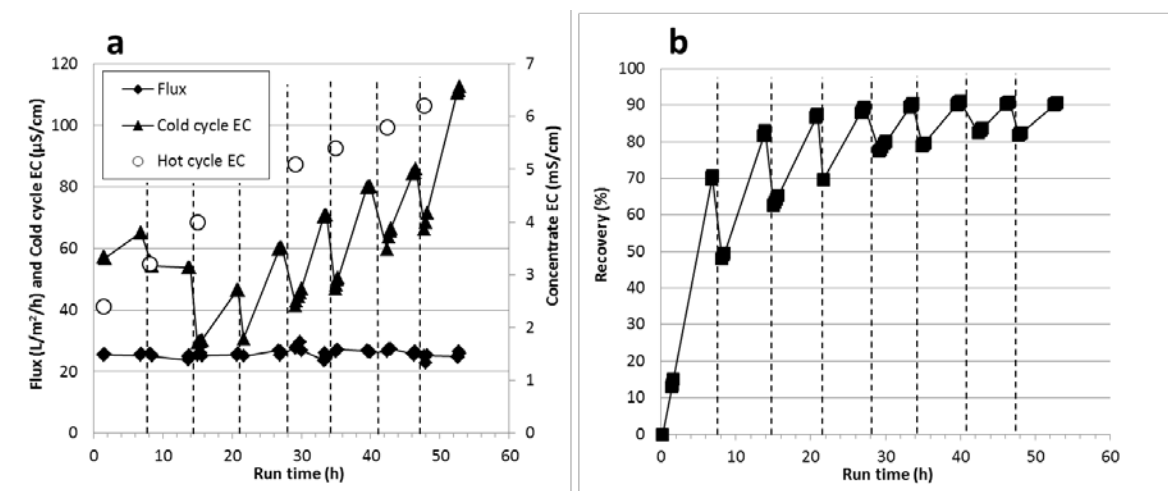 a
120
100
80
60
40
20
0
Flux (L/m²/h) and Cold cycle EC (µS/cm)
Flux
Cold cycle EC
Hot cycle EC
7
6
5
4
3
2
1
0
Concentrate EC (mS/cm)
0 10 20 30 40 50 60
Run time (h)
b
100
90
80
70
60
50
40
30
20
10
0
Recovery (%)
0 10 20 30 40 50 60
Run time (h)